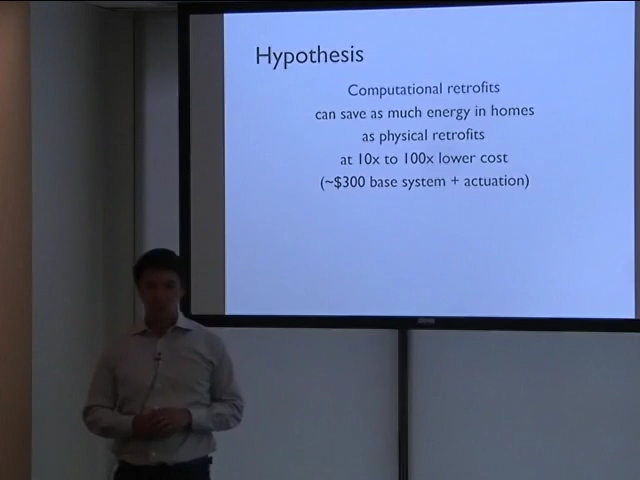 Hypothesis
Computational retrofits
can save as much energy in homes
as physical retrofits
at 10x to 100x lower cost
(~$300 base system + actuation)